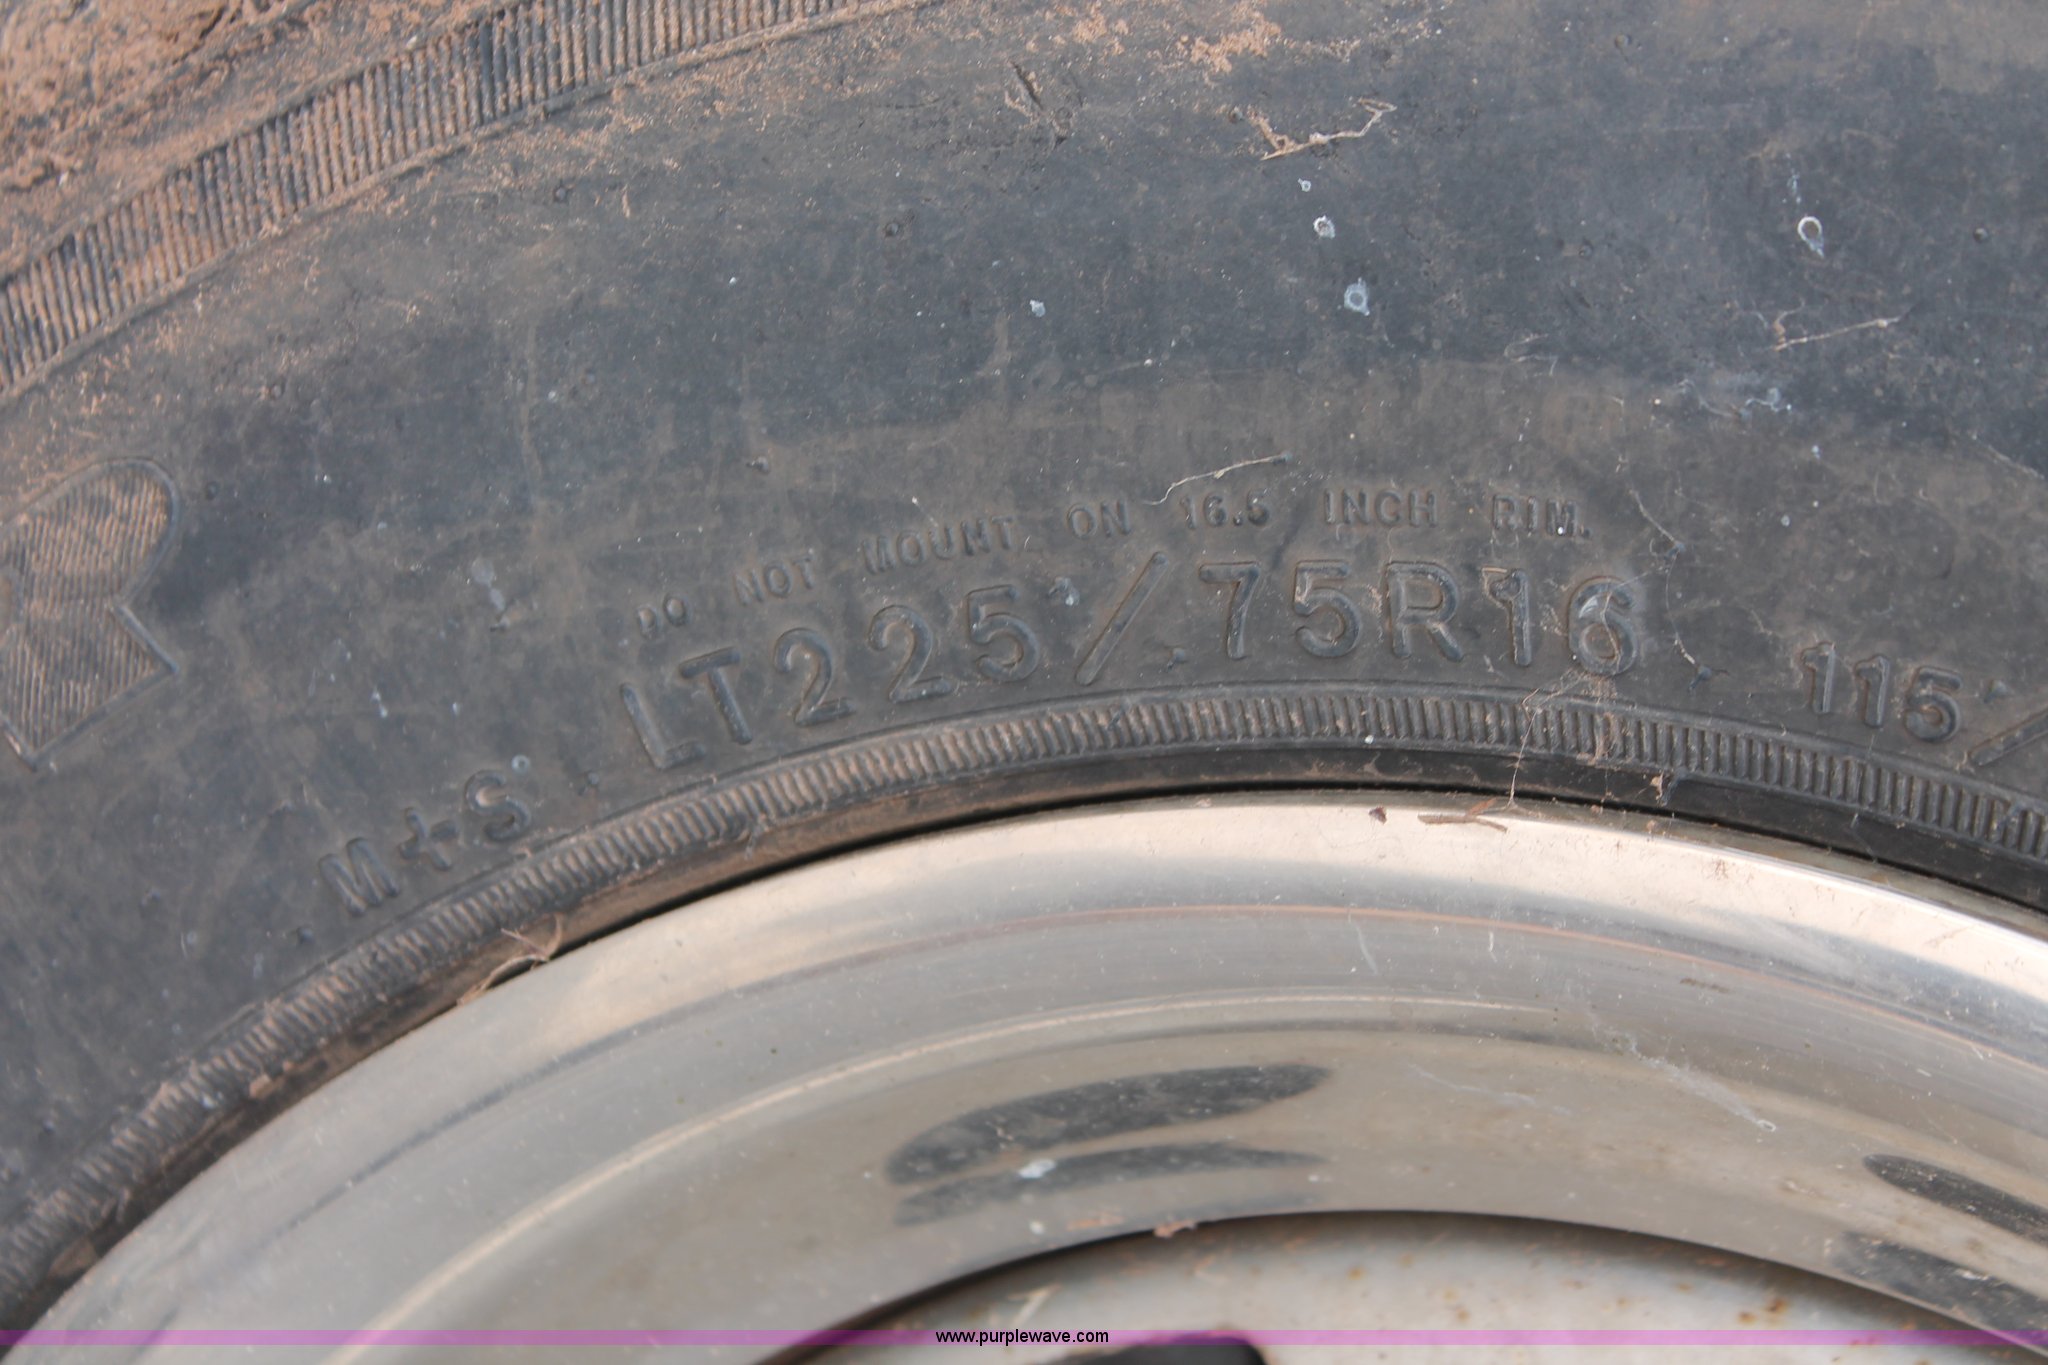 DO NOT MOUNT ON 16.5 INCH RIM.
M+S LT225/75R16 115/
www.purplewave.com